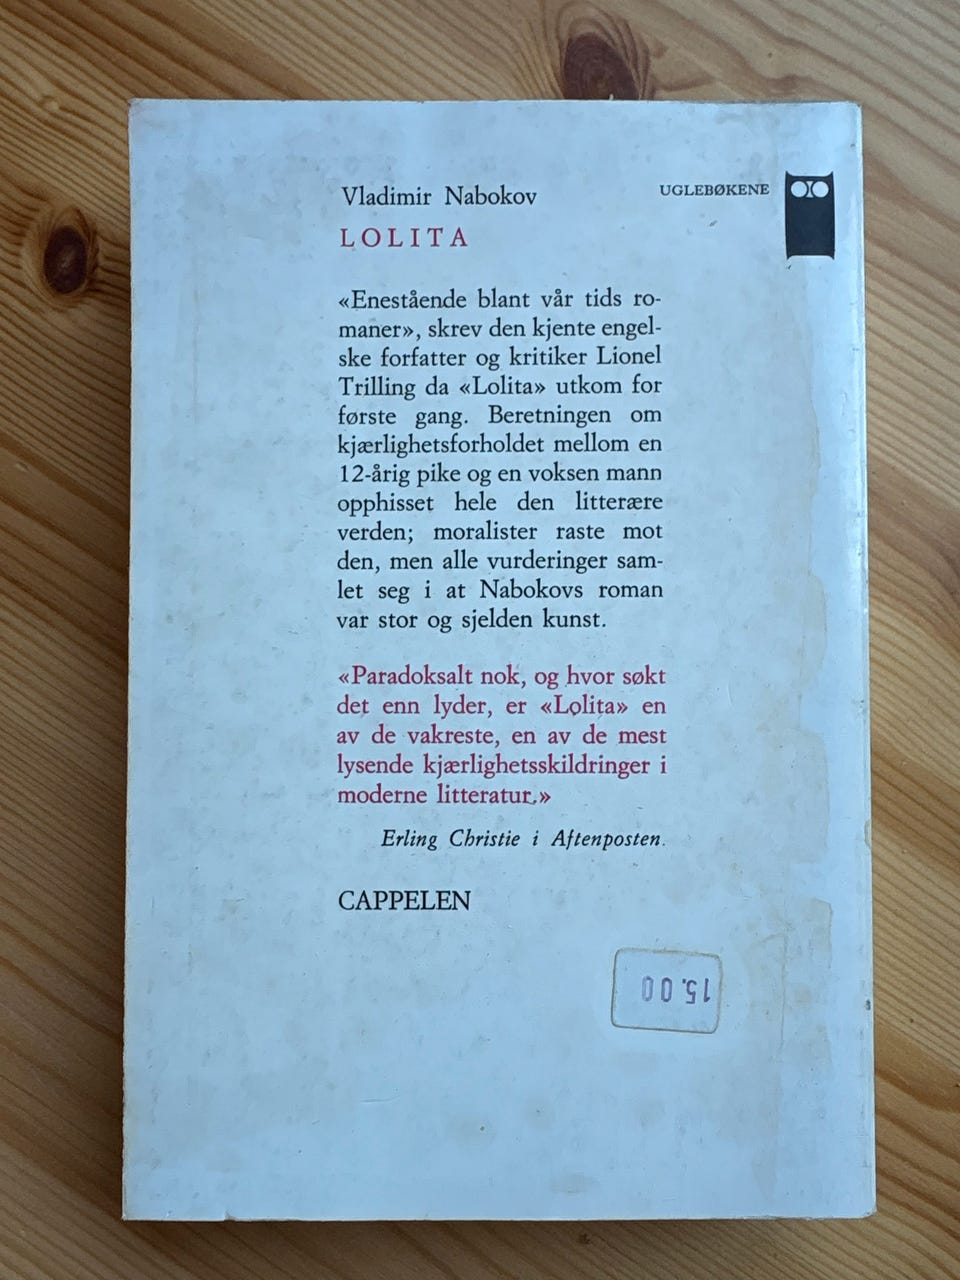 Vladimir Nabokov
UGLEBØKENE
LOLITA
«Enestående blant vår tids ro-
maner», skrev den kjente engel-
ske forfatter og kritiker Lionel
Trilling da «Lolita» utkom for
første gang. Beretningen om
kjærlighetsforholdet mellom en
12-årig pike og en voksen mann
opphisset hele den litterære
verden; moralister raste mot
den, men alle vurderinger sam-
let seg i at Nabokovs roman
var stor og sjelden kunst.
«Paradoksalt nok, og hvor søkt
det enn lyder, er «Lolita» en
av de vakreste, en av de mest
lysende kjærlighetsskildringer i
moderne litteratur.»
Erling Christie i Aftenposten.
CAPPELEN
15.00